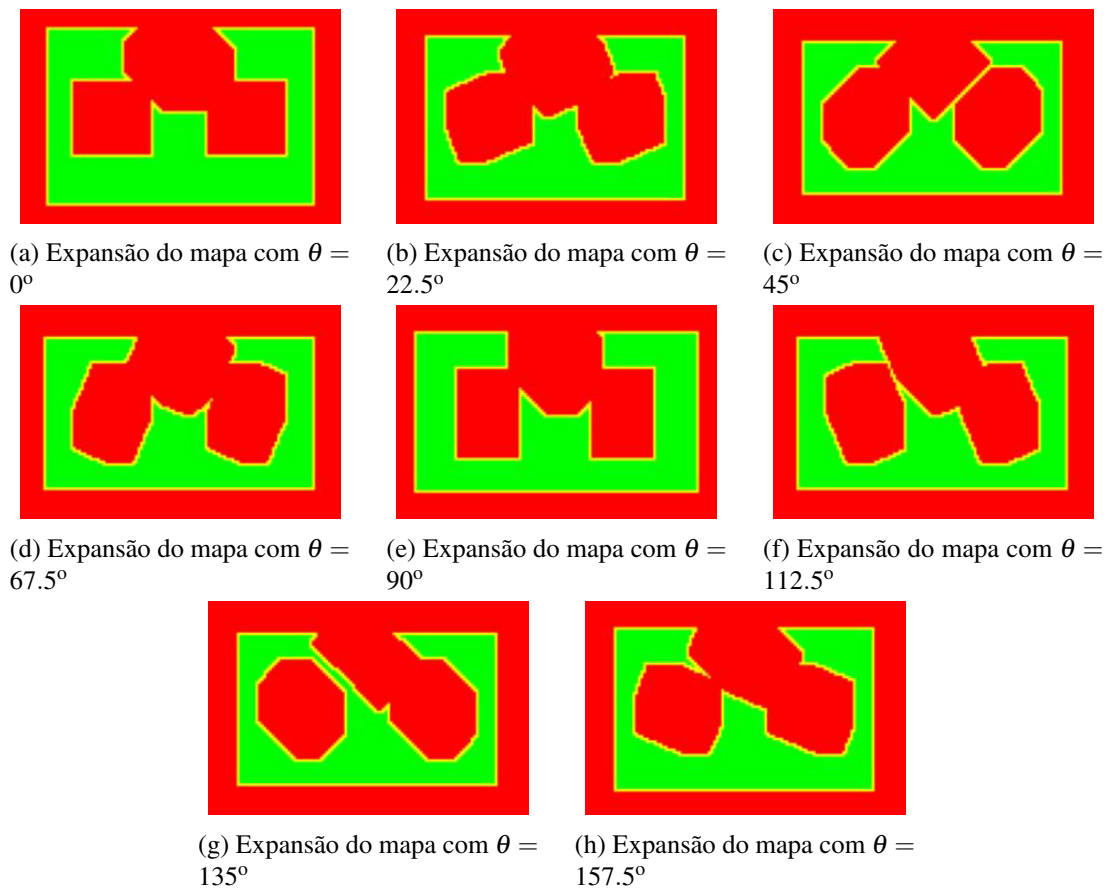 (a) Expansão do mapa com θ =
0º
(b) Expansão do mapa com θ =
22.5º
(c) Expansão do mapa com θ =
45º
(d) Expansão do mapa com θ =
67.5º
(e) Expansão do mapa com θ =
90º
(f) Expansão do mapa com θ =
112.5º
(g) Expansão do mapa com θ =
135º
(h) Expansão do mapa com θ =
157.5º